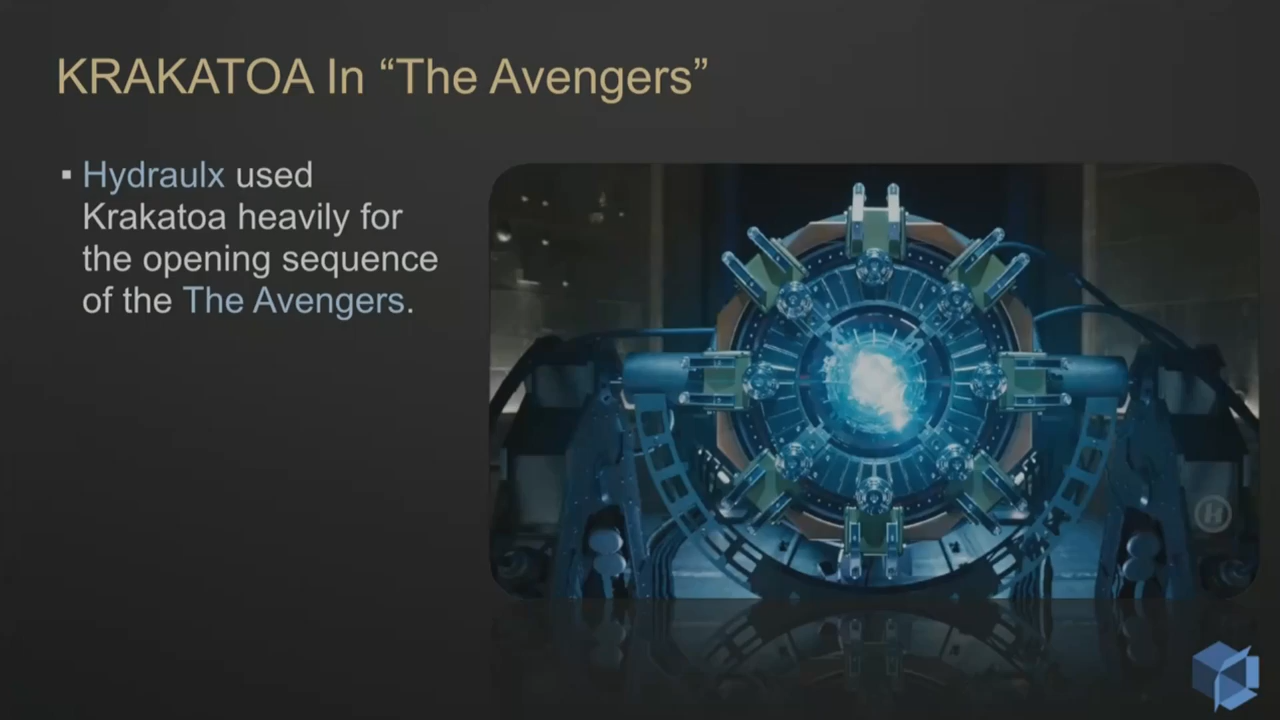 KRAKATOA In “The Avengers”
▪ Hydraulx used
Krakatoa heavily for
the opening sequence
of the The Avengers.
H